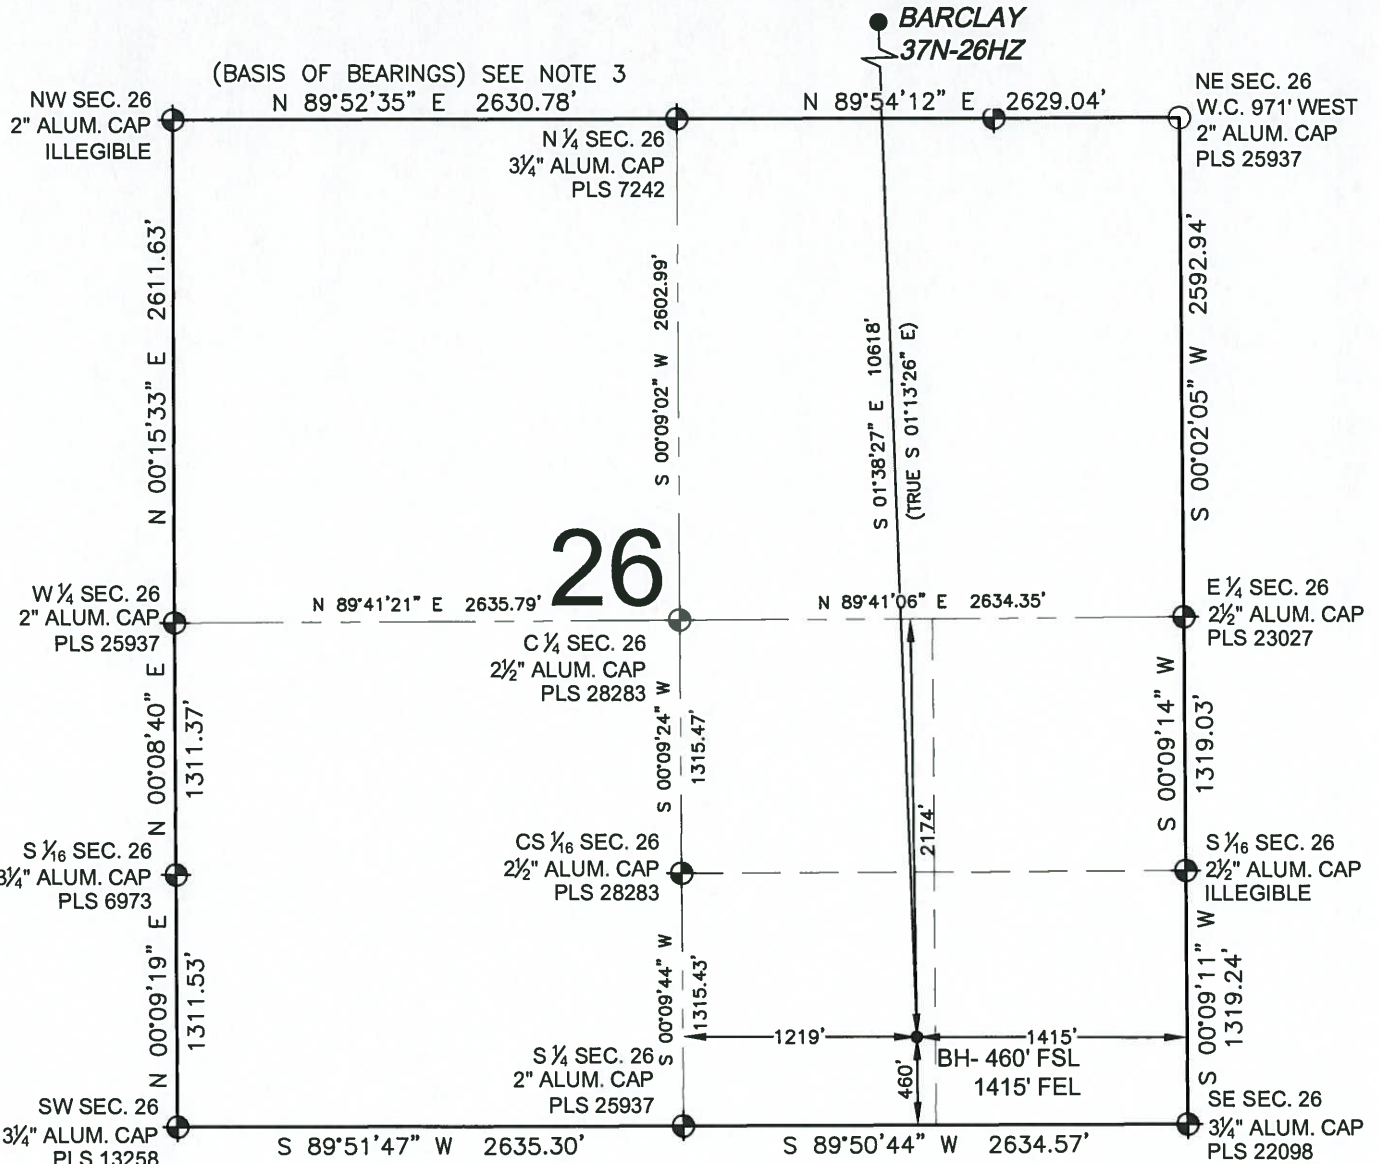 BARCLAY
37N-26HZ
(BASIS OF BEARINGS) SEE NOTE 3
N 89°52'35" E 2630.78'
N 89°54'12" E 2629.04'
NW SEC. 26
2" ALUM. CAP
ILLEGIBLE
N ¼ SEC. 26
3¼" ALUM. CAP
PLS 7242
NE SEC. 26
W.C. 971' WEST
2" ALUM. CAP
PLS 25937
N 00°15'33" E 2611.63'
S 00°09'02" W 2602.99'
S 01°38'27" E 10618'
(TRUE S 01°13'26" E)
S 00°02'05" W 2592.94'
26
W ¼ SEC. 26
2" ALUM. CAP
PLS 25937
N 89°41'21" E 2635.79'
N 89°41'06" E 2634.35'
C ¼ SEC. 26
2½" ALUM. CAP
PLS 28283
E ¼ SEC. 26
2½" ALUM. CAP
PLS 23027
N 00°08'40" E
1311.37'
S 00°09'24" W
1315.47'
2174'
S 00°09'14" W
1319.03'
S 1⁄16 SEC. 26
3¼" ALUM. CAP
PLS 6973
CS 1⁄16 SEC. 26
2½" ALUM. CAP
PLS 28283
S 1⁄16 SEC. 26
2½" ALUM. CAP
ILLEGIBLE
N 00°09'19" E
1311.53'
S 00°09'44" W
1315.43'
S 00°09'11" W
1319.24'
1219'
1415'
460'
BH- 460' FSL
1415' FEL
S ¼ SEC. 26
2" ALUM. CAP
PLS 25937
SW SEC. 26
3¼" ALUM. CAP
PLS 13258
SE SEC. 26
3¼" ALUM. CAP
PLS 22098
S 89°51'47" W 2635.30'
S 89°50'44" W 2634.57'